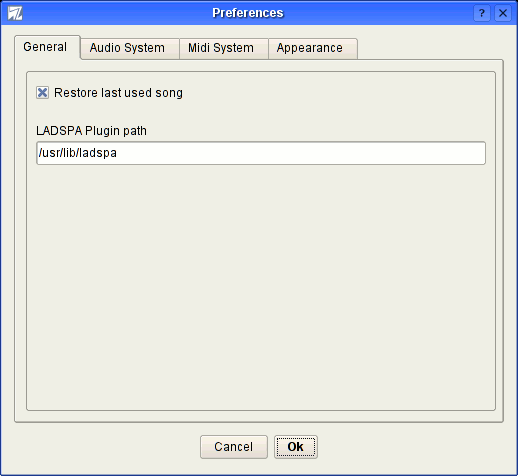 Preferences
?
General
Audio System
Midi System
Appearance
Restore last used song
LADSPA Plugin path
/usr/lib/ladspa
Cancel
Ok